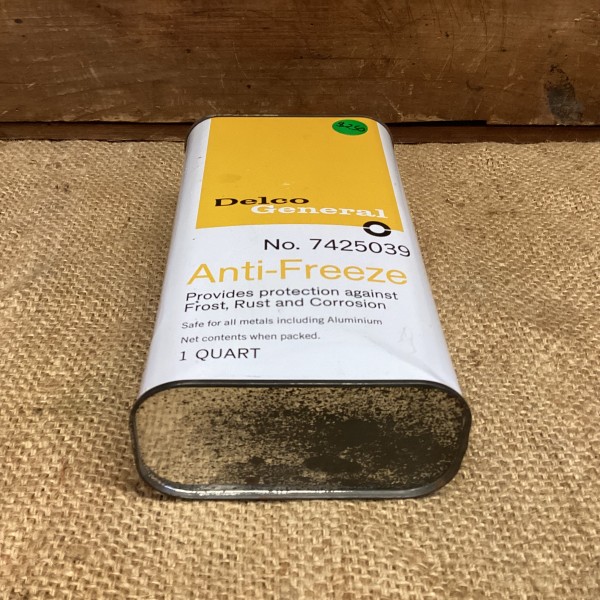 Delco
General
No. 7425039
Anti-Freeze
Provides protection against
Frost, Rust and Corrosion
Safe for all metals including Aluminium
Net contents when packed.
1 QUART